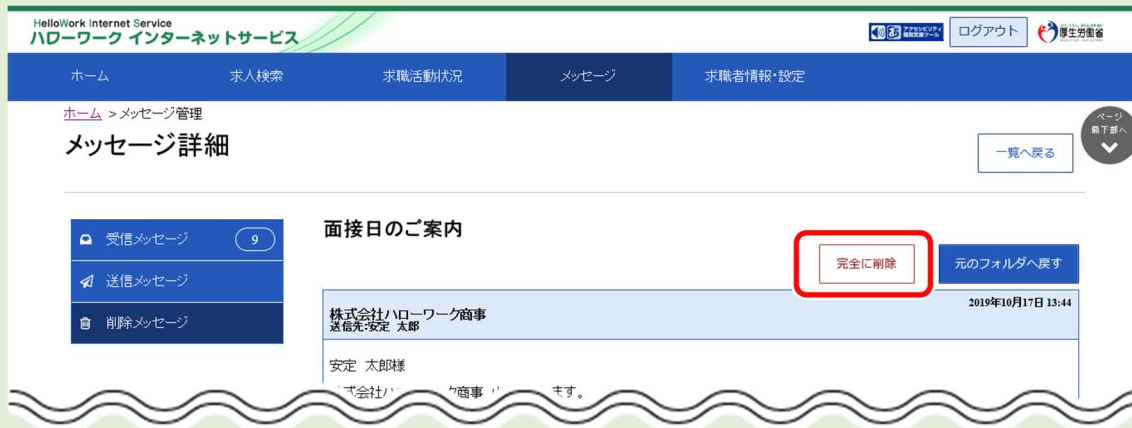 HelloWork Internet Service
ハローワーク インターネットサービス
アクセシビリティ
閲覧支援ツール
ログアウト
厚生労働省
ホーム
求人検索
求職活動状況
メッセージ
求職者情報・設定
ホーム >メッセージ管理
ページ
最下部へ
メッセージ詳細
一覧へ戻る
受信メッセージ 9
送信メッセージ
削除メッセージ
面接日のご案内
完全に削除
元のフォルダへ戻す
株式会社ハローワーク商事
2019年10月17日 13:44
送信先:安定 太郎
安定 太郎様